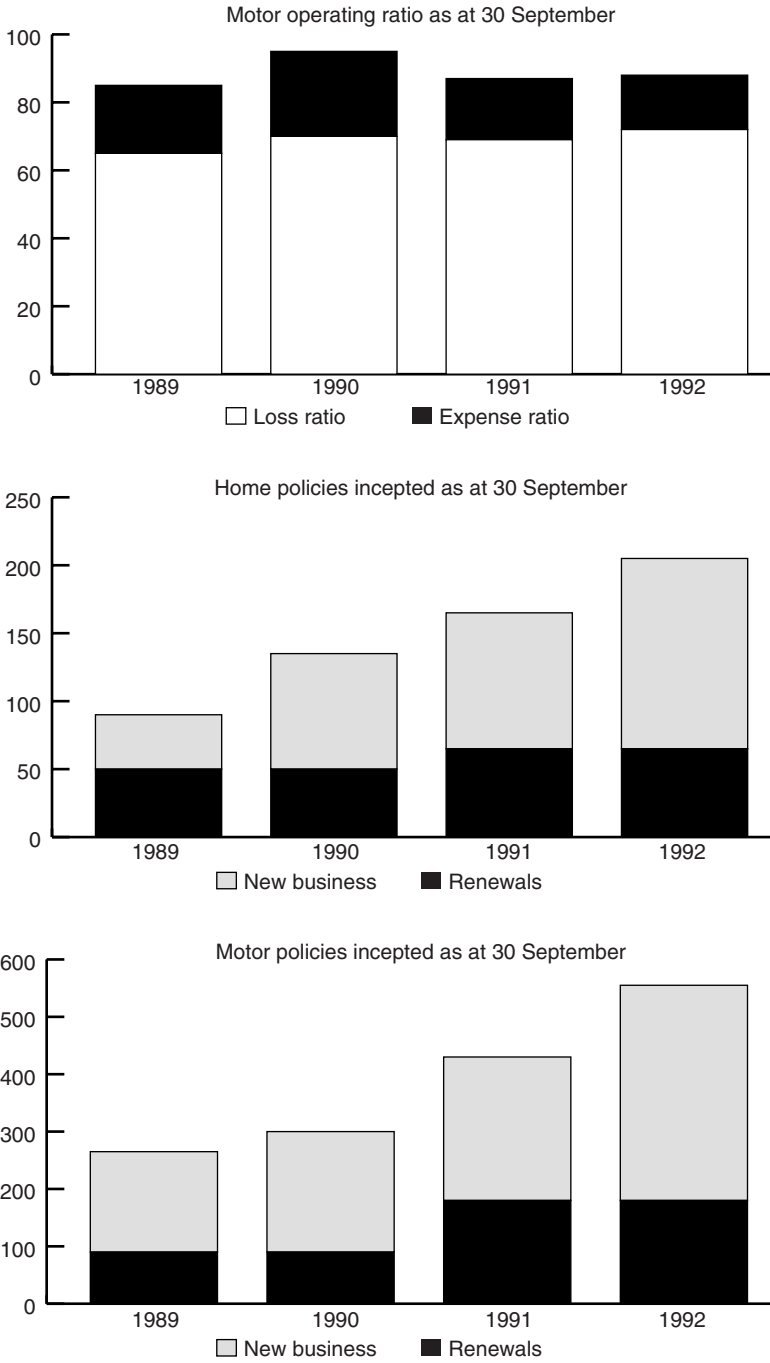 Motor operating ratio as at 30 September
100
80
60
40
20
0
1989 1990 1991 1992
Loss ratio Expense ratio
Home policies incepted as at 30 September
250
200
150
100
50
0
1989 1990 1991 1992
New business Renewals
Motor policies incepted as at 30 September
600
500
400
300
200
100
0
1989 1990 1991 1992
New business Renewals